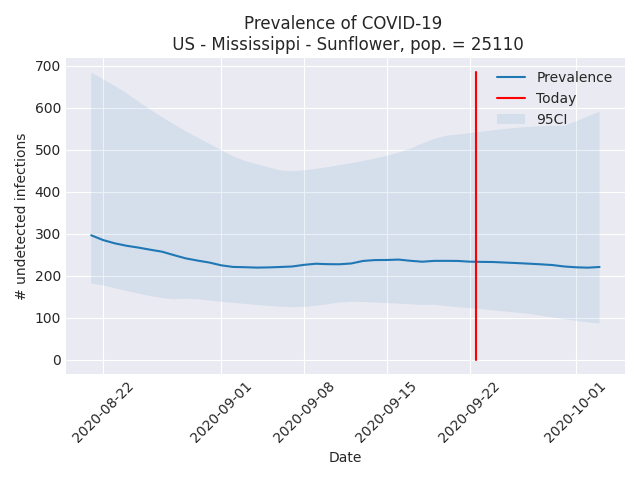 Prevalence of COVID-19
US - Mississippi - Sunflower, pop. = 25110
700
600
500
400
300
200
100
0
# undetected infections
Prevalence
Today
95CI
2020-08-22
2020-09-01
2020-09-08
2020-09-15
2020-09-22
2020-10-01
Date